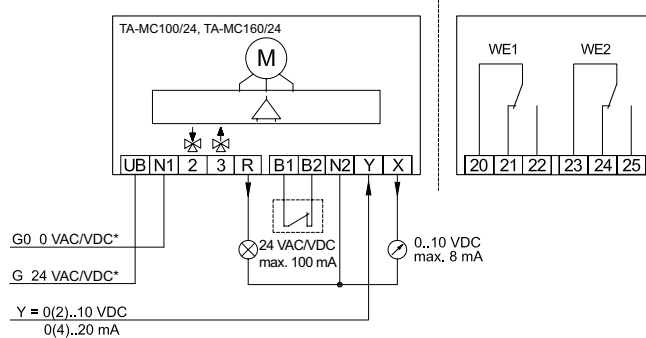 TA-MC100/24, TA-MC160/24
M
UB N1 2 3 R B1 B2 N2 Y X
WE1 WE2
20 21 22 23 24 25
G0 0 VAC/VDC*
24 VAC/VDC
max. 100 mA
0..10 VDC
max. 8 mA
G 24 VAC/VDC*
Y = 0(2)..10 VDC
0(4)..20 mA